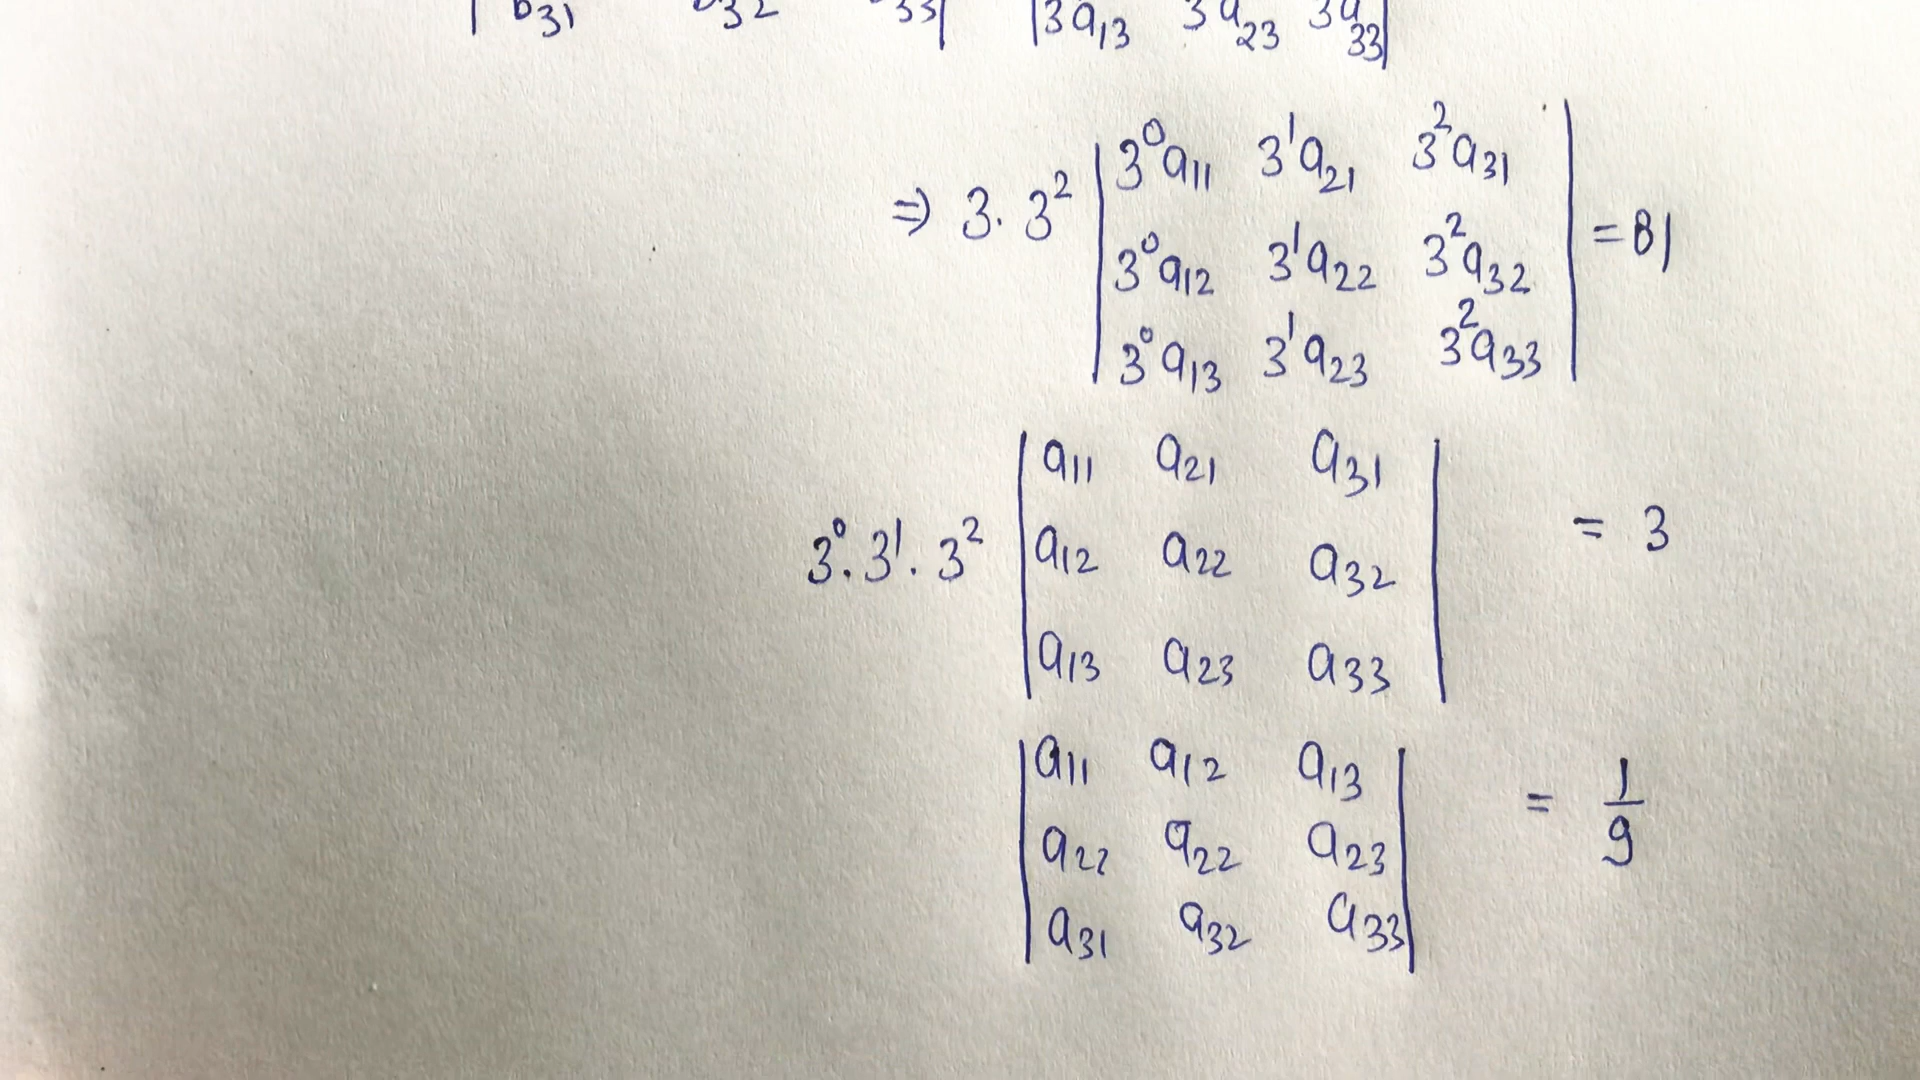 b31 32 33 3a13 3a23 3a33
⇒ 3. 3² | 3⁰a11 3¹a21 3²a31 |
3⁰a12 3¹a22 3²a32 = 81
3⁰a13 3¹a23 3²a33
| a11 a21 a31 |
3⁰.3¹.3² a12 a22 a32 = 3
a13 a23 a33
| a11 a12 a13 | = 1/9
a22 a22 a23
a31 a32 a33